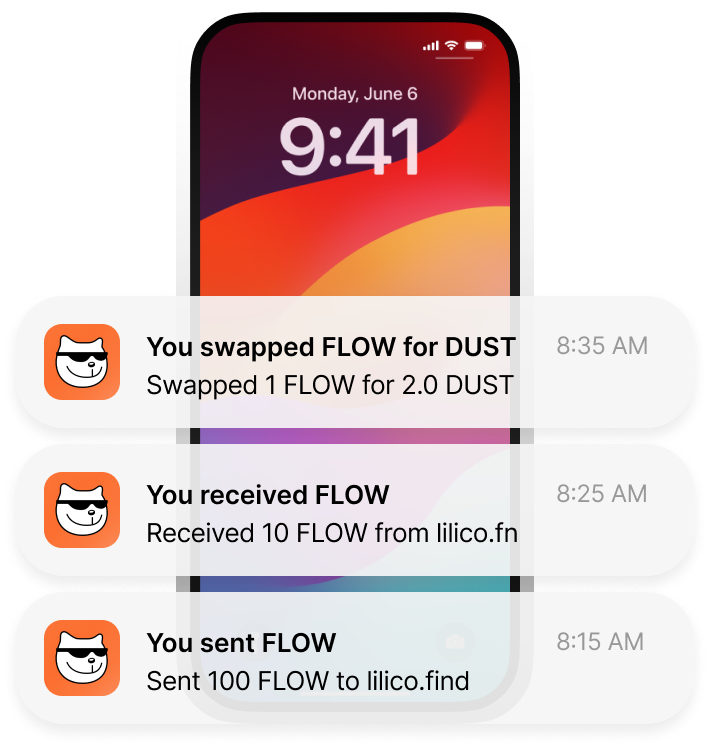 Monday, June 6
9:41
You swapped FLOW for DUST 8:35 AM
Swapped 1 FLOW for 2.0 DUST
You received FLOW 8:25 AM
Received 10 FLOW from lilico.fn
You sent FLOW 8:15 AM
Sent 100 FLOW to lilico.find